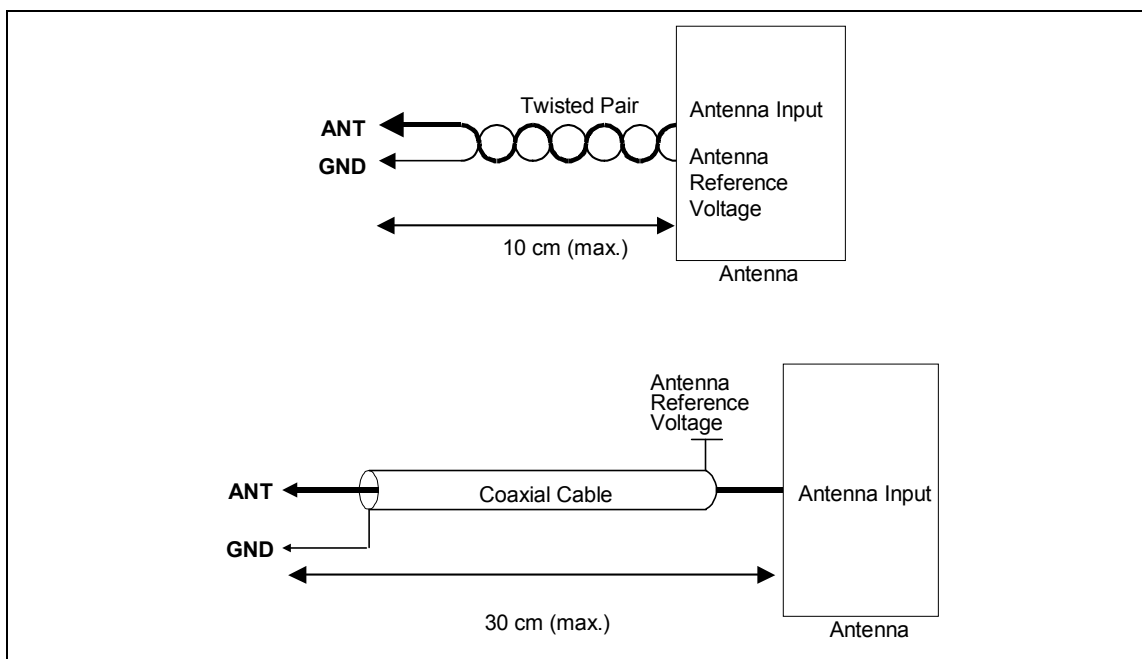 Twisted Pair
ANT
GND
Antenna Input
Antenna
Reference
Voltage
10 cm (max.)
Antenna
Antenna
Reference
Voltage
ANT
Coaxial Cable
Antenna Input
GND
30 cm (max.)
Antenna